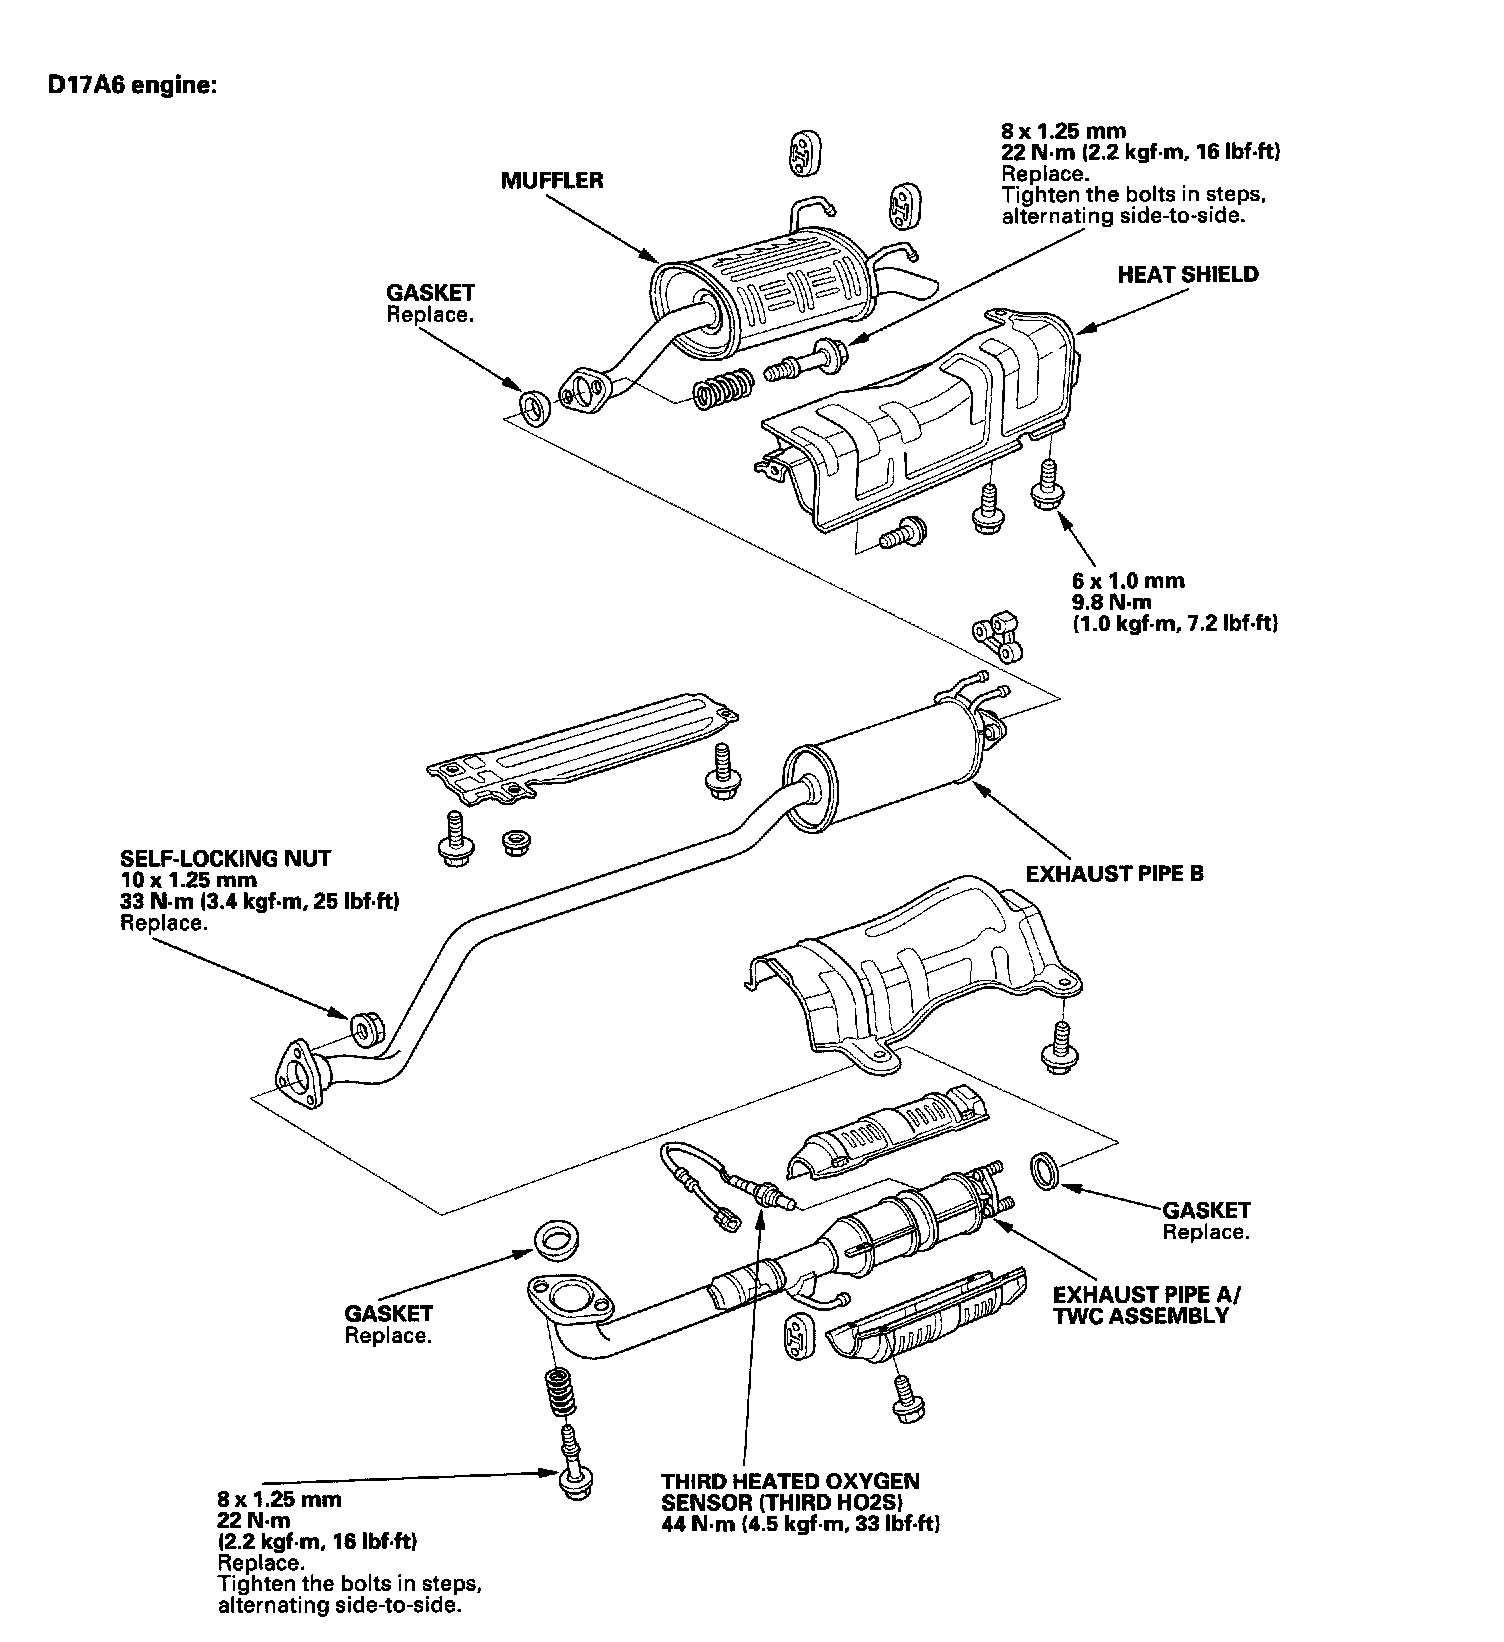 D17A6 engine:
8 x 1.25 mm
22 N·m (2.2 kgf·m, 16 lbf·ft)
Replace.
Tighten the bolts in steps,
alternating side-to-side.
MUFFLER
HEAT SHIELD
GASKET
Replace.
6 x 1.0 mm
9.8 N·m
(1.0 kgf·m, 7.2 lbf·ft)
SELF-LOCKING NUT
10 x 1.25 mm
33 N·m (3.4 kgf·m, 25 lbf·ft)
Replace.
EXHAUST PIPE B
GASKET
Replace.
EXHAUST PIPE A/
TWC ASSEMBLY
GASKET
Replace.
THIRD HEATED OXYGEN
SENSOR (THIRD HO2S)
44 N·m (4.5 kgf·m, 33 lbf·ft)
8 x 1.25 mm
22 N·m
(2.2 kgf·m, 16 lbf·ft)
Replace.
Tighten the bolts in steps,
alternating side-to-side.